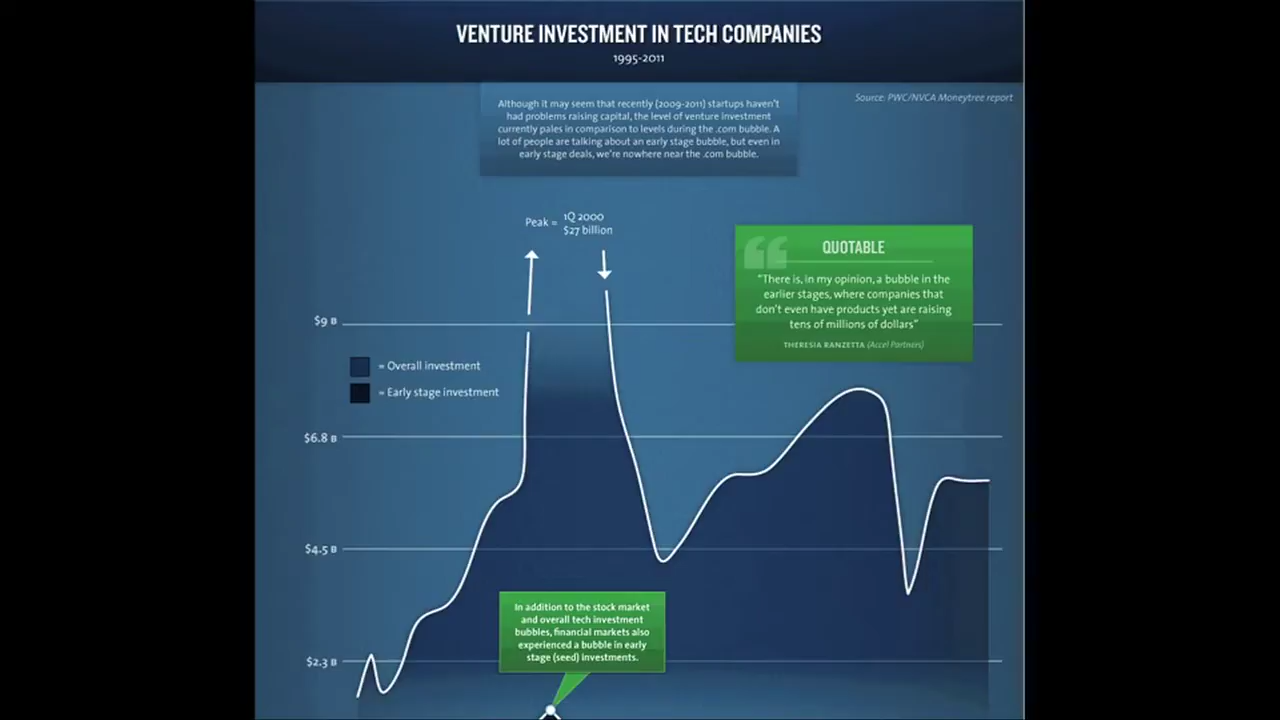 VENTURE INVESTMENT IN TECH COMPANIES
1995-2011
Source: PWC/NVCA Moneytree report
Although it may seem that recently (2009-2011) startups haven't
had problems raising capital, the level of venture investment
currently pales in comparison to levels during the .com bubble. A
lot of people are talking about an early stage bubble, but even in
early stage deals, we're nowhere near the .com bubble.
Peak = 1Q 2000
$27 billion
QUOTABLE
"There is, in my opinion, a bubble in the
earlier stages, where companies that
don't even have products yet are raising
tens of millions of dollars"
THERESIA RANZETTA (Accel Partners)
$9 B
= Overall investment
= Early stage investment
$6.8 B
$4.5 B
In addition to the stock market
and overall tech investment
bubbles, financial markets also
experienced a bubble in early
stage (seed) investments.
$2.3 B